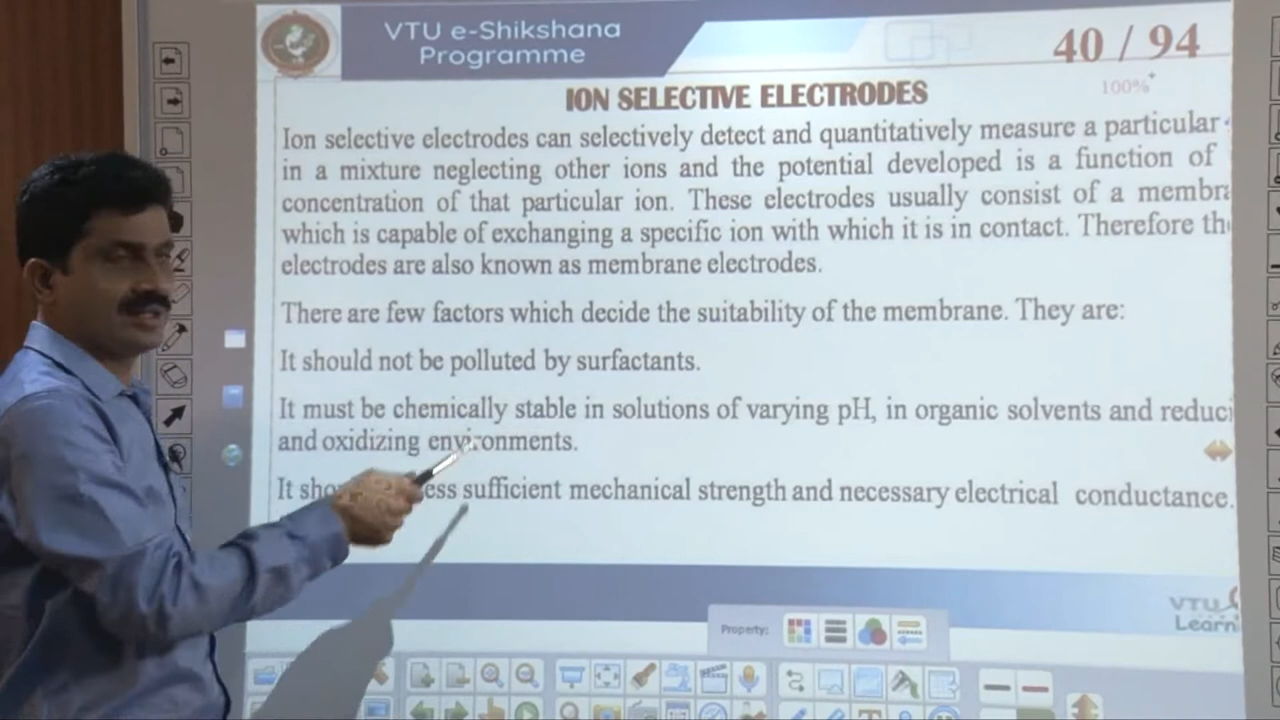 VTU e-Shikshana
Programme
40 / 94
100%
ION SELECTIVE ELECTRODES
Ion selective electrodes can selectively detect and quantitatively measure a particular
in a mixture neglecting other ions and the potential developed is a function of
concentration of that particular ion. These electrodes usually consist of a membra
which is capable of exchanging a specific ion with which it is in contact. Therefore th
electrodes are also known as membrane electrodes.
There are few factors which decide the suitability of the membrane. They are:
It should not be polluted by surfactants.
It must be chemically stable in solutions of varying pH, in organic solvents and reduci
and oxidizing environments.
It sho ess sufficient mechanical strength and necessary electrical conductance.
VTU
Learn
Property: